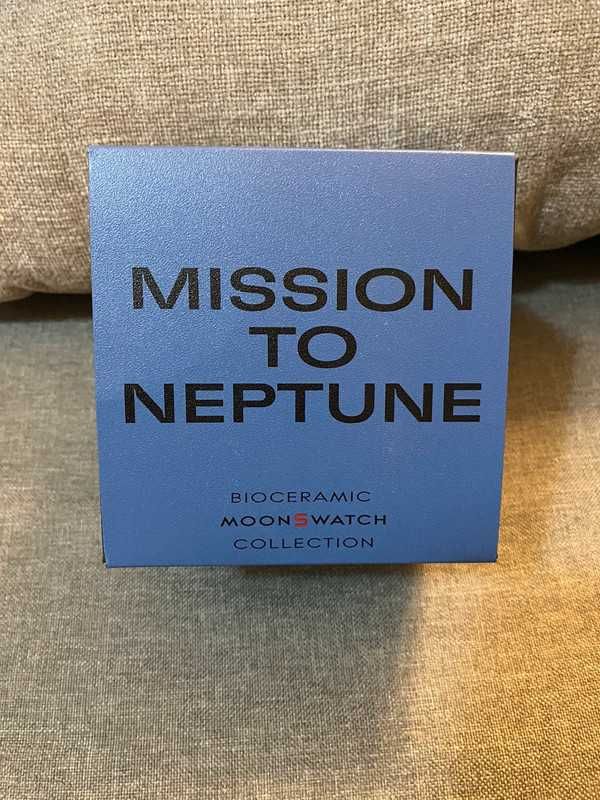 MISSION
TO
NEPTUNE
BIOCERAMIC
MOONSWATCH
COLLECTION